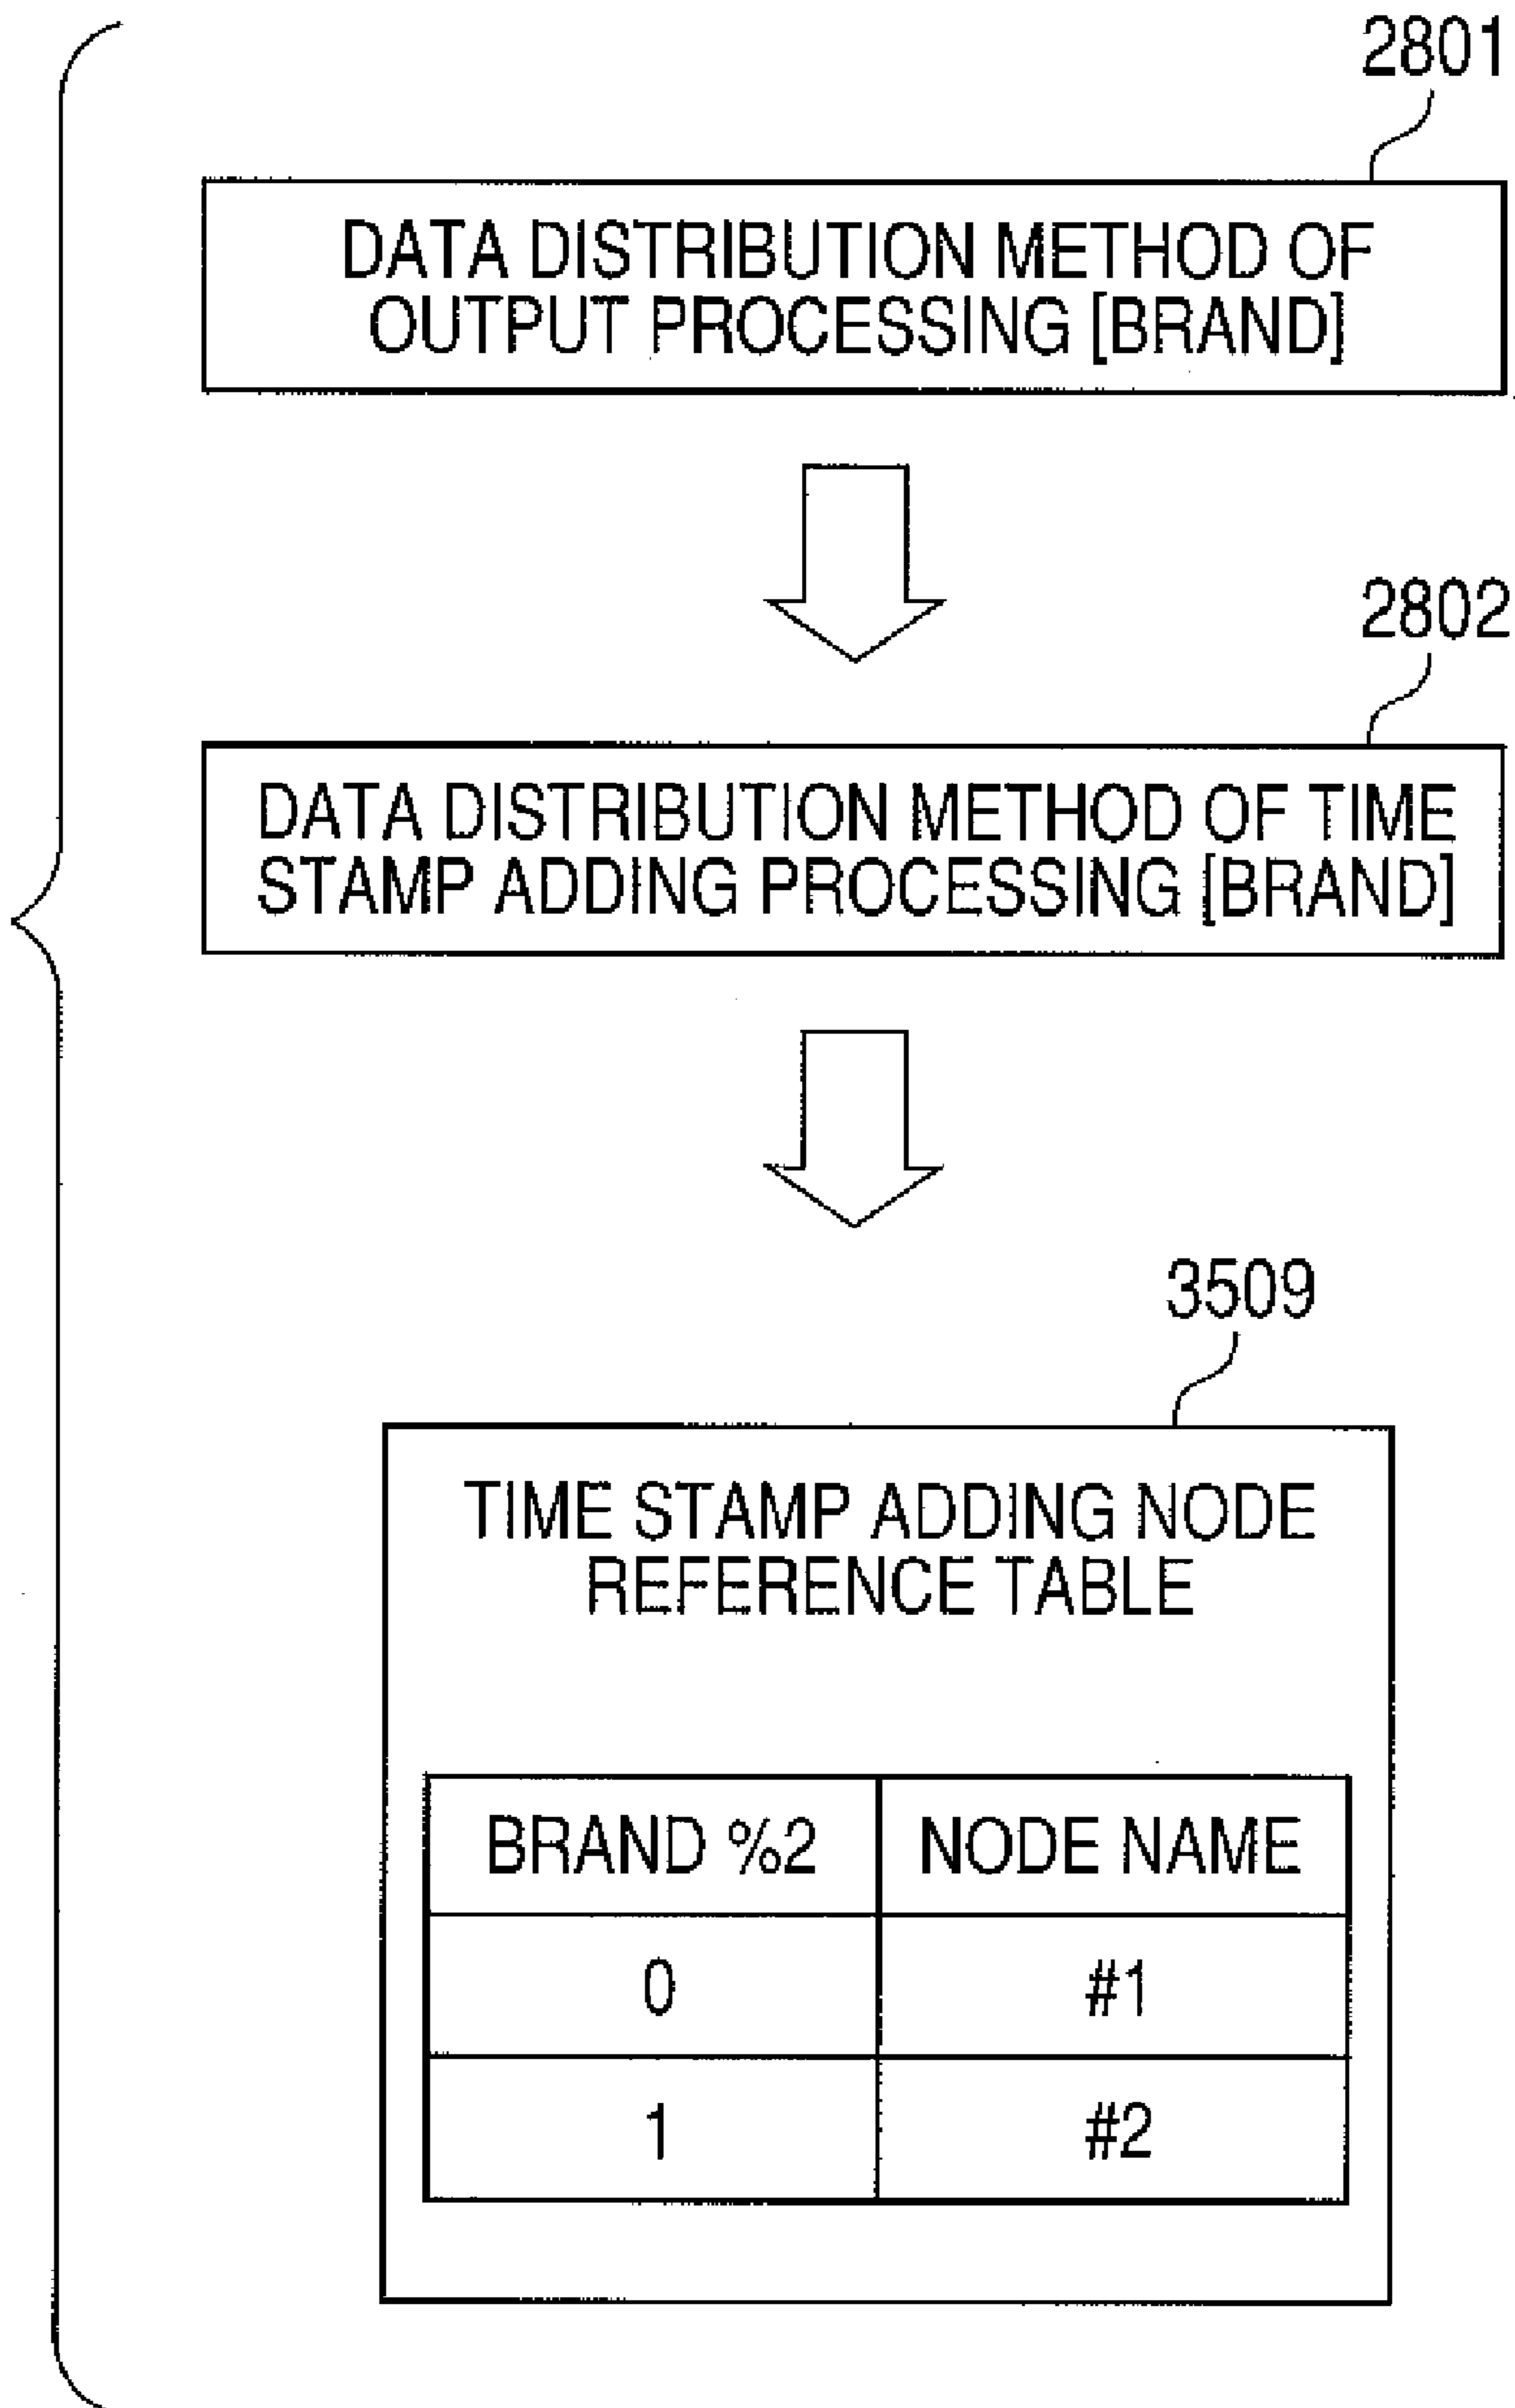 2801
DATA DISTRIBUTION METHOD OF
OUTPUT PROCESSING [BRAND]
2802
DATA DISTRIBUTION METHOD OF TIME
STAMP ADDING PROCESSING [BRAND]
3509
TIME STAMP ADDING NODE
REFERENCE TABLE
BRAND %2 NODE NAME
0 #1
1 #2